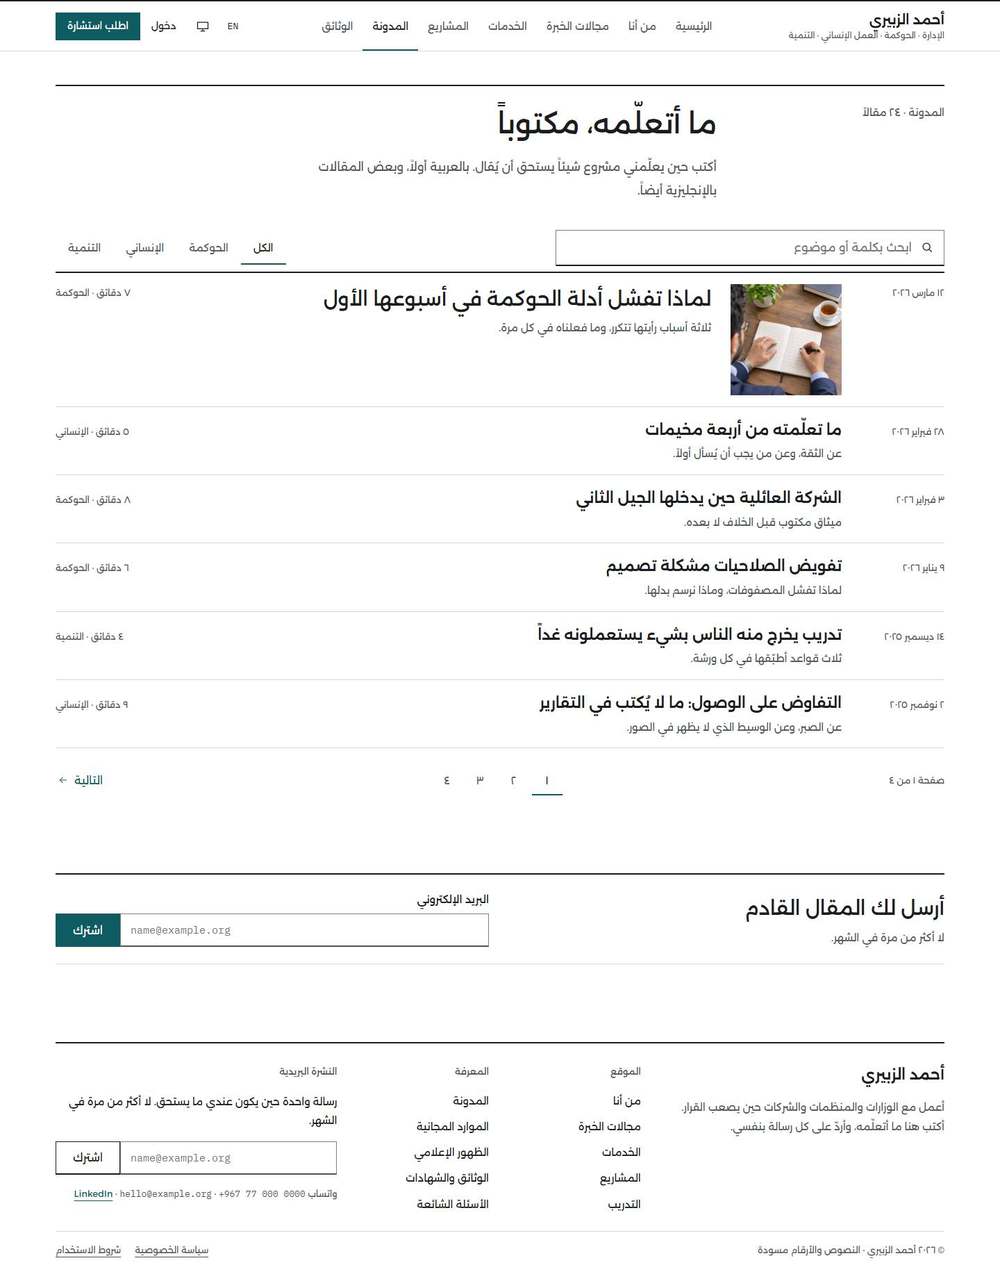 أحمد الزبيري
الإدارة · الحوكمة · العمل الإنساني · التنمية
الرئيسية
من أنا
مجالات الخبرة
الخدمات
المشاريع
المدونة
الوثائق
EN
دخول
اطلب استشارة
المدونة · ٢٤ مقالاً
ما أتعلّمه، مكتوباً
أكتب حين يعلّمني مشروع شيئاً يستحق أن يُقال. بالعربية أولاً، وبعض المقالات
بالإنجليزية أيضاً.
ابحث بكلمة أو موضوع
الكل
الحوكمة
الإنساني
التنمية
١٢ مارس ٢٠٢٦
لماذا تفشل أدلة الحوكمة في أسبوعها الأول
ثلاثة أسباب رأيتها تتكرر، وما فعلناه في كل مرة.
٧ دقائق · الحوكمة
٢٨ فبراير ٢٠٢٦
ما تعلّمته من أربعة مخيمات
عن الثقة، وعن من يجب أن يُسأل أولاً.
٥ دقائق · الإنساني
٣ فبراير ٢٠٢٦
الشركة العائلية حين يدخلها الجيل الثاني
ميثاق مكتوب قبل الخلاف لا بعده.
٨ دقائق · الحوكمة
٩ يناير ٢٠٢٦
تفويض الصلاحيات مشكلة تصميم
لماذا تفشل المصفوفات، وماذا نرسم بدلها.
٦ دقائق · الحوكمة
١٤ ديسمبر ٢٠٢٥
تدريب يخرج منه الناس بشيء يستعملونه غداً
ثلاث قواعد أطبّقها في كل ورشة.
٤ دقائق · التنمية
٢ نوفمبر ٢٠٢٥
التفاوض على الوصول: ما لا يُكتب في التقارير
عن الصبر، وعن الوسيط الذي لا يظهر في الصور.
٩ دقائق · الإنساني
صفحة ١ من ٤
١
٢
٣
٤
التالية ←
أرسل لك المقال القادم
لا أكثر من مرة في الشهر.
البريد الإلكتروني
name@example.org
اشترك
أحمد الزبيري
أعمل مع الوزارات والمنظمات والشركات حين يصعب القرار.
أكتب هنا ما أتعلّمه، وأردّ على كل رسالة بنفسي.
الموقع
من أنا
مجالات الخبرة
الخدمات
المشاريع
التدريب
المعرفة
المدونة
الموارد المجانية
الظهور الإعلامي
الوثائق والشهادات
الأسئلة الشائعة
النشرة البريدية
رسالة واحدة حين يكون عندي ما يستحق. لا أكثر من مرة في
الشهر.
name@example.org
اشترك
واتساب ‎+967 77 000 0000 · hello@example.org · LinkedIn
© ٢٠٢٦ أحمد الزبيري · النصوص والأرقام مسودة
سياسة الخصوصية
شروط الاستخدام